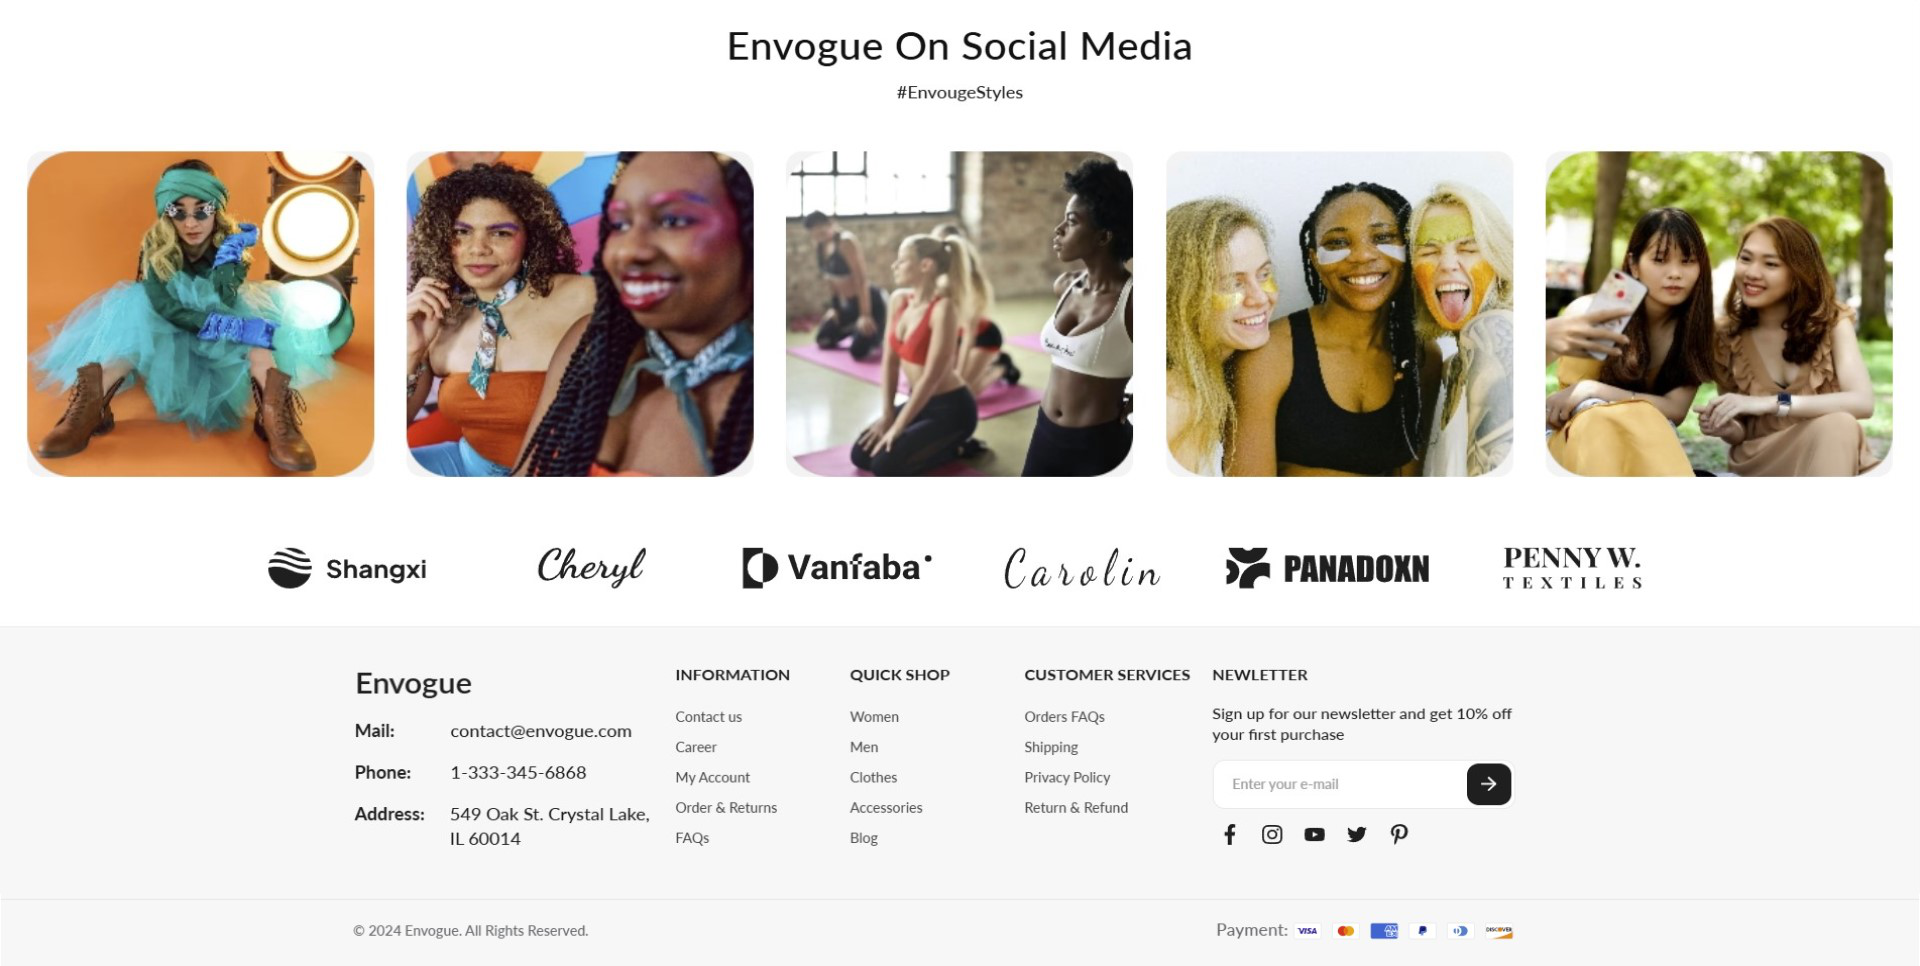 Envogue On Social Media
#EnvougeStyles
Shangxi
Cheryl
Vanfaba
Carolin
PANADOXN
PENNY W.
TEXTILES
Envogue
Mail: contact@envogue.com
Phone: 1-333-345-6868
Address: 549 Oak St. Crystal Lake,
IL 60014
INFORMATION
Contact us
Career
My Account
Order & Returns
FAQs
QUICK SHOP
Women
Men
Clothes
Accessories
Blog
CUSTOMER SERVICES
Orders FAQs
Shipping
Privacy Policy
Return & Refund
NEWLETTER
Sign up for our newsletter and get 10% off
your first purchase
Enter your e-mail
© 2024 Envogue. All Rights Reserved.
Payment: VISA AM EX DISCOVER